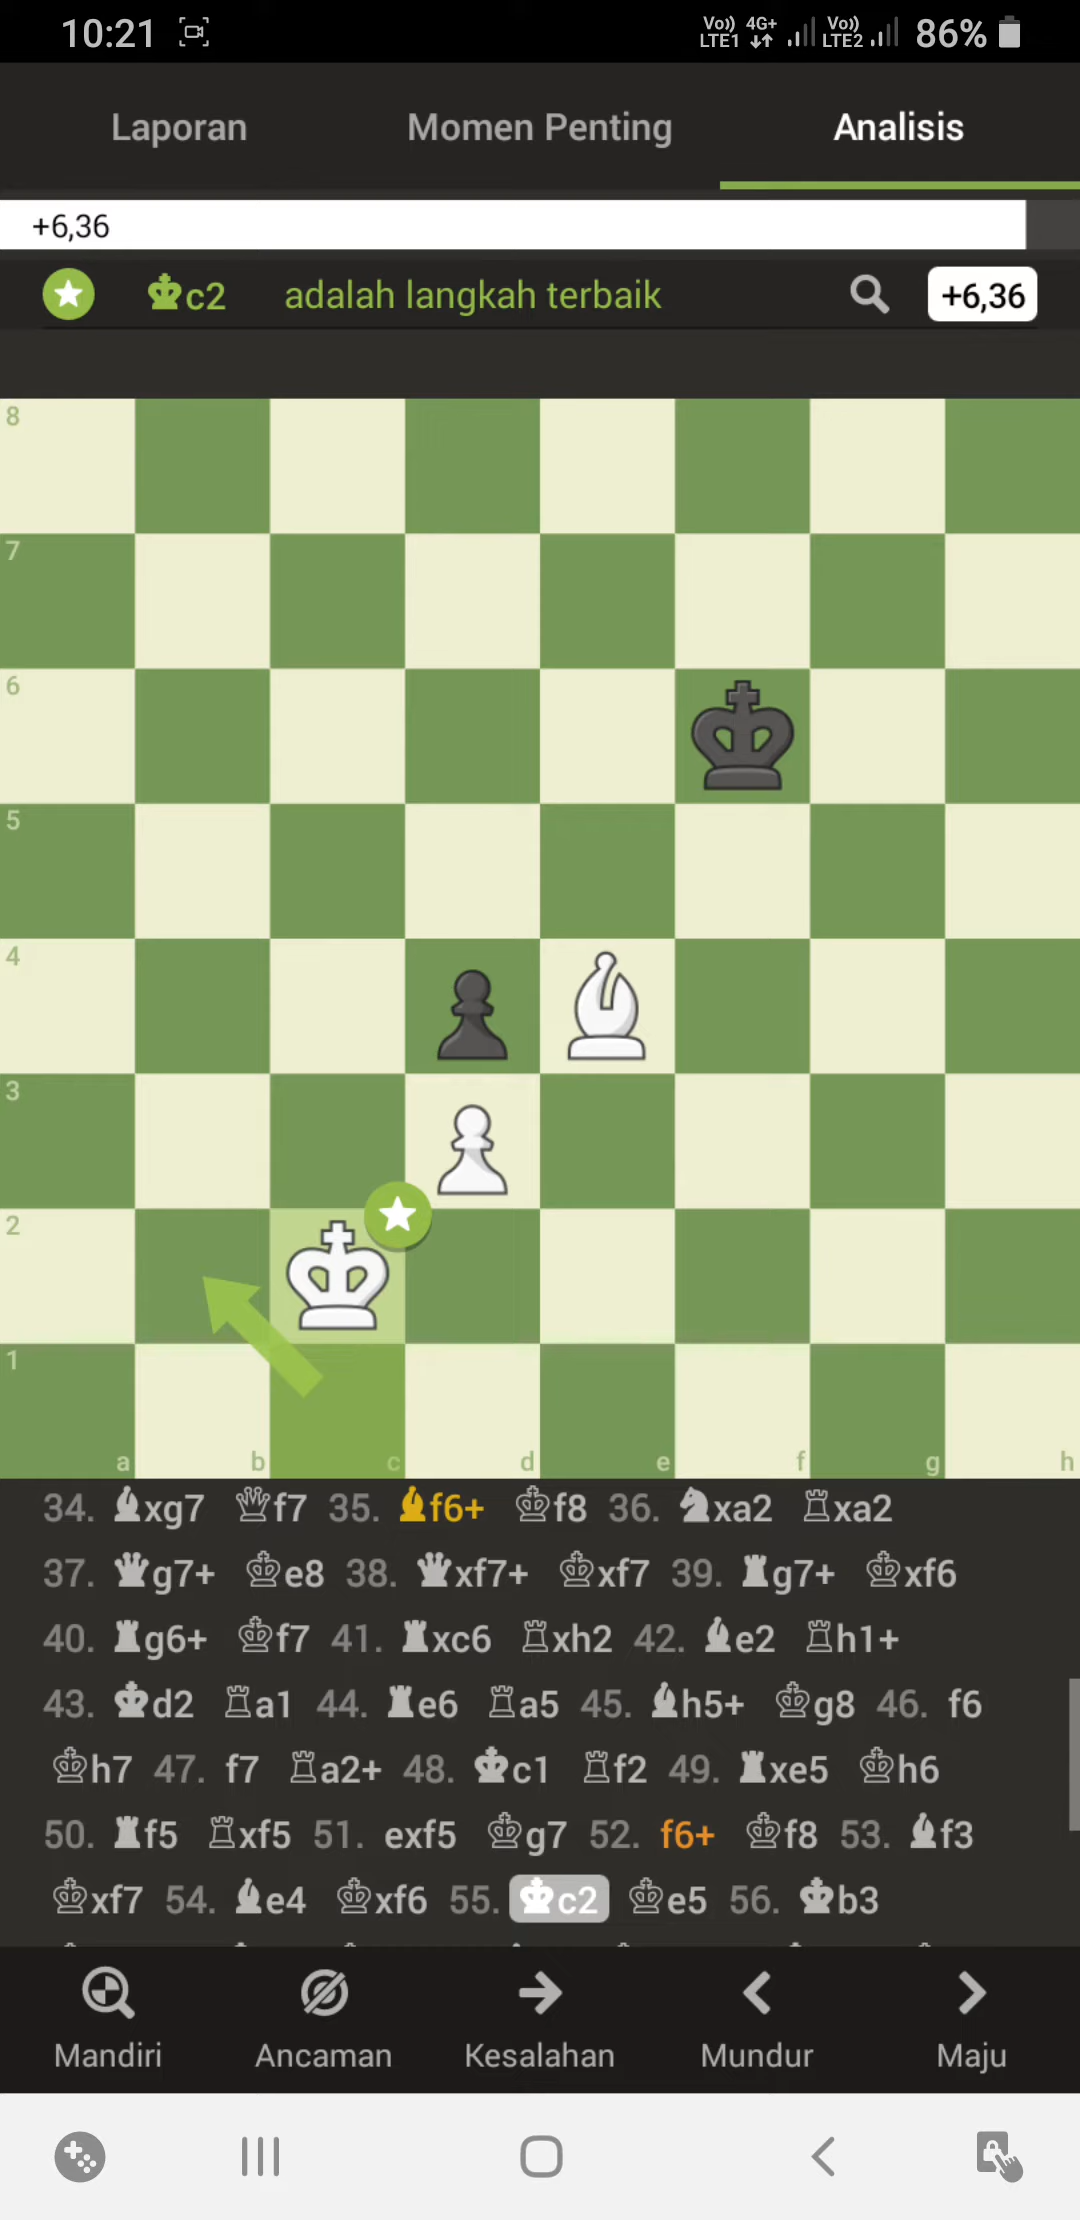 10:21 Vo)) LTE1 4G+ Vo)) LTE2 86%
Laporan Momen Penting Analisis
+6,36
♚c2 adalah langkah terbaik +6,36
8
7
6
5
4
3
2
1
a b c d e f g h
34. ♝xg7 ♕f7 35. ♝f6+ ♔f8 36. ♞xa2 ♖xa2
37. ♛g7+ ♔e8 38. ♛xf7+ ♔xf7 39. ♜g7+ ♔xf6
40. ♜g6+ ♔f7 41. ♜xc6 ♖xh2 42. ♝e2 ♖h1+
43. ♚d2 ♖a1 44. ♜e6 ♖a5 45. ♝h5+ ♔g8 46. f6
♔h7 47. f7 ♖a2+ 48. ♚c1 ♖f2 49. ♜xe5 ♔h6
50. ♜f5 ♖xf5 51. exf5 ♔g7 52. f6+ ♔f8 53. ♝f3
♔xf7 54. ♝e4 ♔xf6 55. ♚c2 ♔e5 56. ♚b3
Mandiri Ancaman Kesalahan Mundur Maju